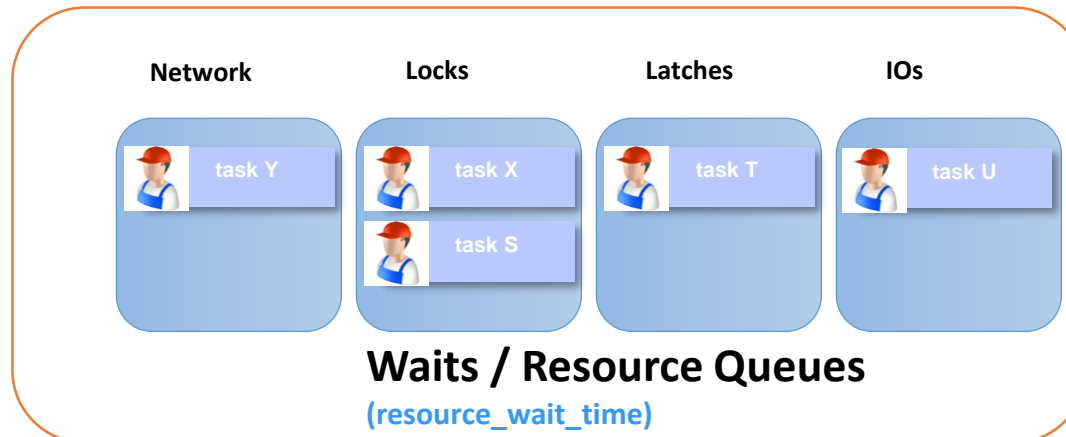 Network Locks Latches IOs
task Y task X task T task U
task S
Waits / Resource Queues
(resource_wait_time)